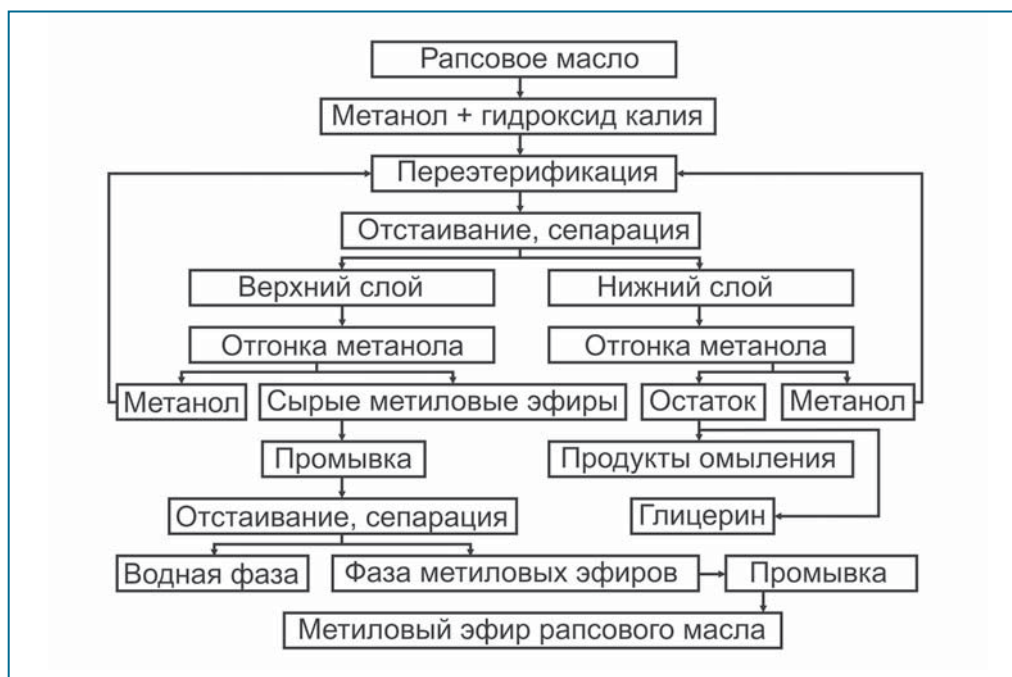 Рапсовое масло
Метанол + гидроксид калия
Переэтерификация
Отстаивание, сепарация
Верхний слой
Нижний слой
Отгонка метанола
Отгонка метанола
Метанол
Сырые метиловые эфиры
Остаток
Метанол
Промывка
Продукты омыления
Отстаивание, сепарация
Глицерин
Водная фаза
Фаза метиловых эфиров
Промывка
Метиловый эфир рапсового масла